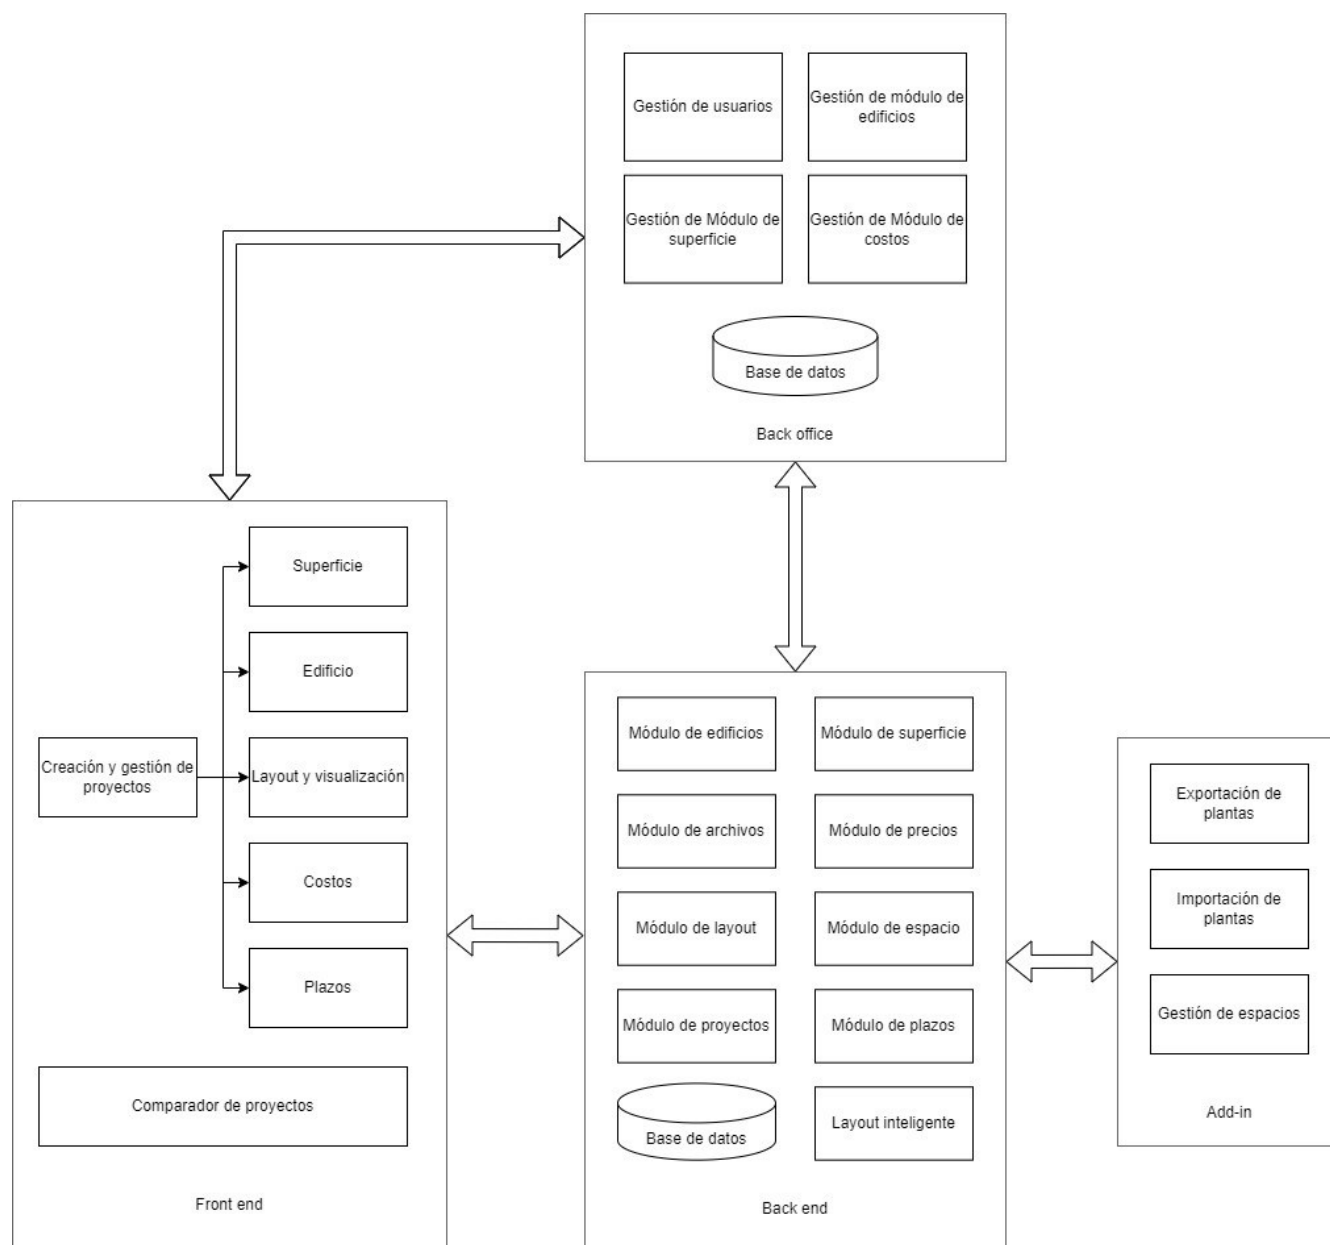 Gestión de usuarios
Gestión de módulo de
edificios
Gestión de Módulo de
superficie
Gestión de Módulo de
costos
Base de datos
Back office
Superficie
Edificio
Creación y gestión de
proyectos
Layout y visualización
Costos
Plazos
Comparador de proyectos
Front end
Módulo de edificios
Módulo de superficie
Módulo de archivos
Módulo de precios
Módulo de layout
Módulo de espacio
Módulo de proyectos
Módulo de plazos
Base de datos
Layout inteligente
Back end
Exportación de
plantas
Importación de
plantas
Gestión de espacios
Add-in